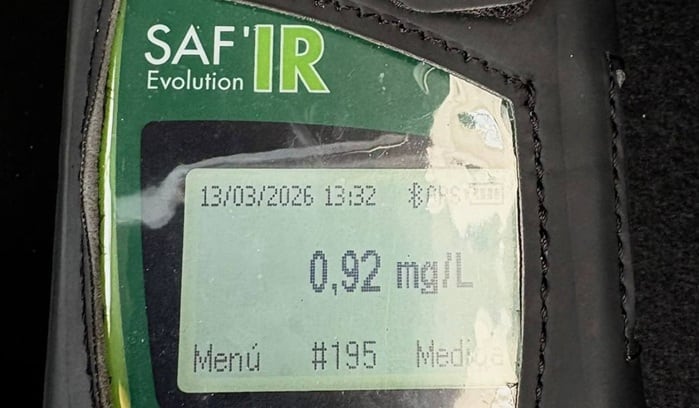 SAF'IR
Evolution
13/03/2026 13:32
0,92 mg/L
Menú #195